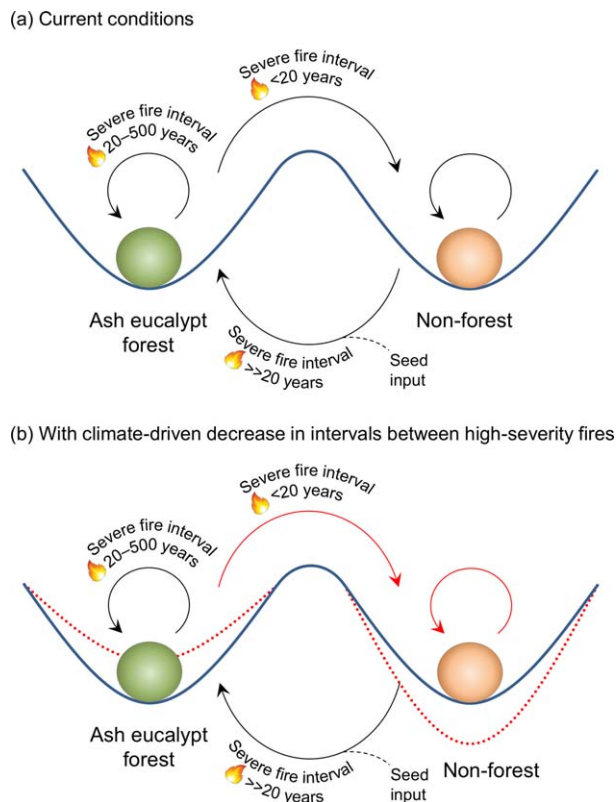 (a) Current conditions
Severe fire interval
<20 years
Severe fire interval
20–500 years
Ash eucalypt
forest
Non-forest
Severe fire interval
>>20 years
Seed
input
(b) With climate-driven decrease in intervals between high-severity fires
Severe fire interval
<20 years
Severe fire interval
20–500 years
Ash eucalypt
forest
Non-forest
Severe fire interval
>>20 years
Seed
input